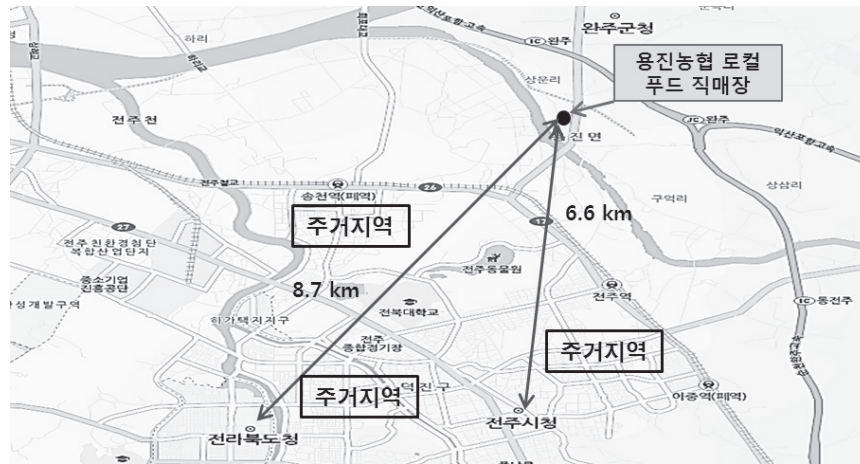 완주군청
하리
IC 완주
용진농협 로컬
푸드 직매장
상운리
전주천
진면
JC 완주
익산포항고속
전주철교
송천역(폐역)
26
구억리
상삼리
주거지역
6.6 km
17
27
전주친환경첨단
복합산업단지
전주동물원
중소기업
진흥공단
8.7 km
전주역
IC 동전주
성개발구역
전북대학교
하가택지지구
전주
종합경기장
주거지역
주거지역
덕진구
아중역(폐역)
전라북도청
전주시청